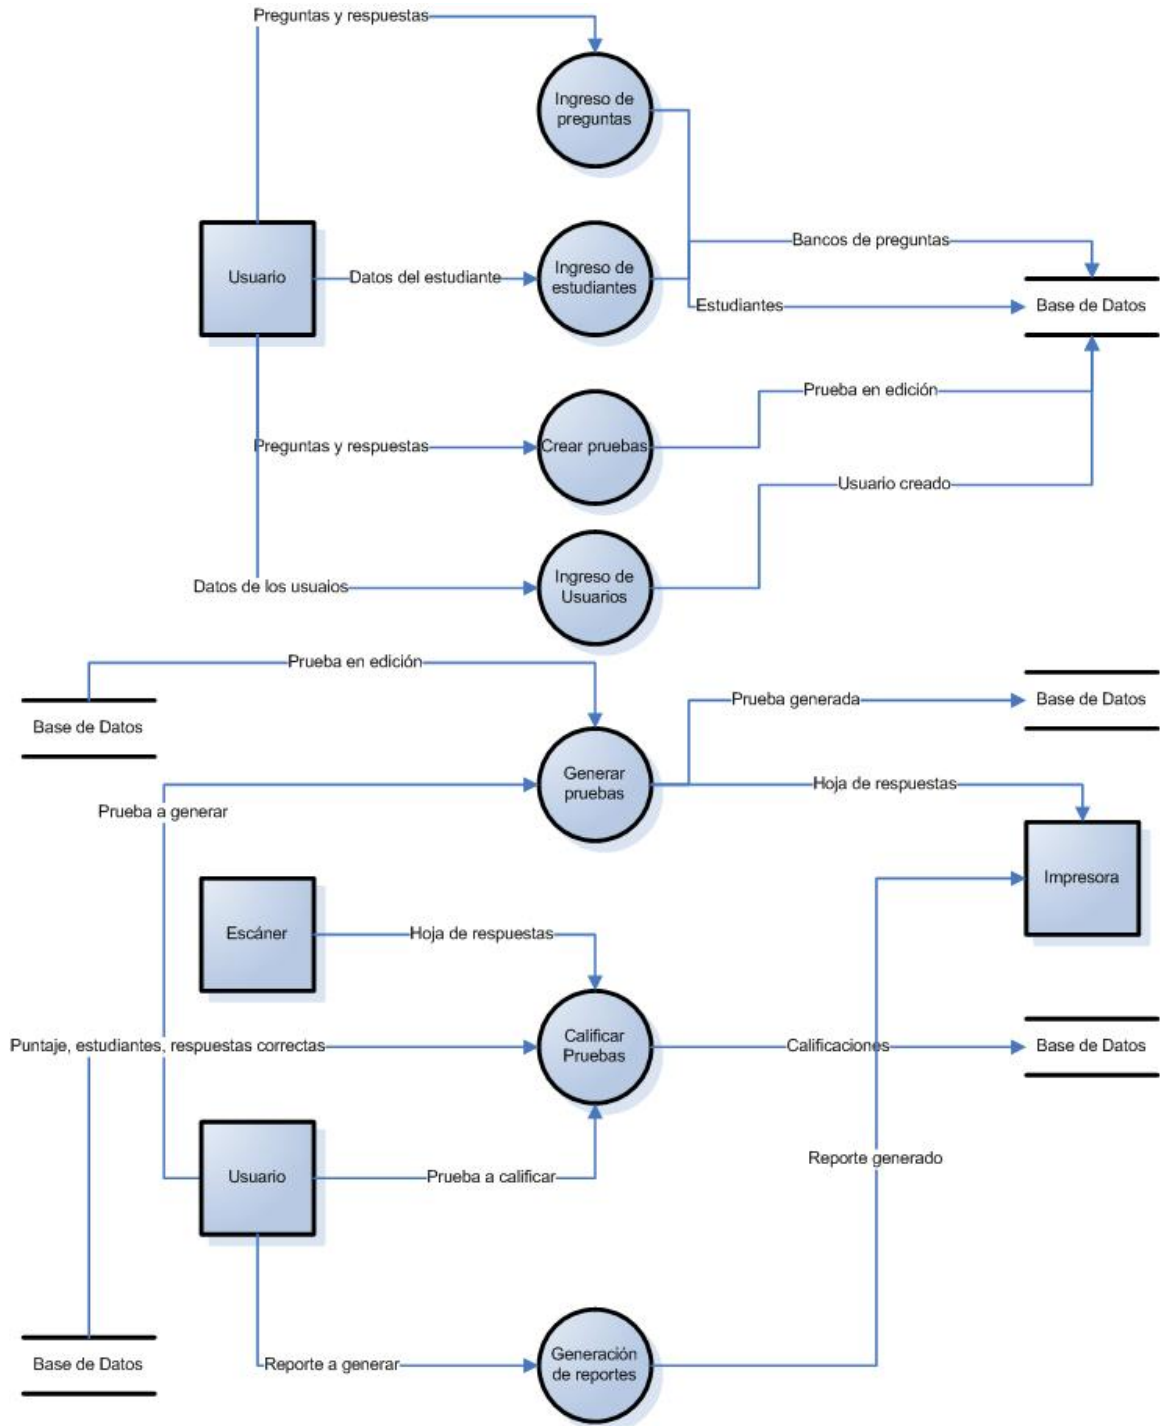 Preguntas y respuestas
Ingreso de
preguntas
Bancos de preguntas
Usuario
Datos del estudiante
Ingreso de
estudiantes
Estudiantes
Base de Datos
Prueba en edición
Preguntas y respuestas
Crear pruebas
Usuario creado
Datos de los usuaios
Ingreso de
Usuarios
Prueba en edición
Base de Datos
Prueba generada
Base de Datos
Generar
pruebas
Hoja de respuestas
Prueba a generar
Impresora
Escáner
Hoja de respuestas
Puntaje, estudiantes, respuestas correctas
Calificar
Pruebas
Calificaciones
Base de Datos
Reporte generado
Usuario
Prueba a calificar
Base de Datos
Reporte a generar
Generación
de reportes